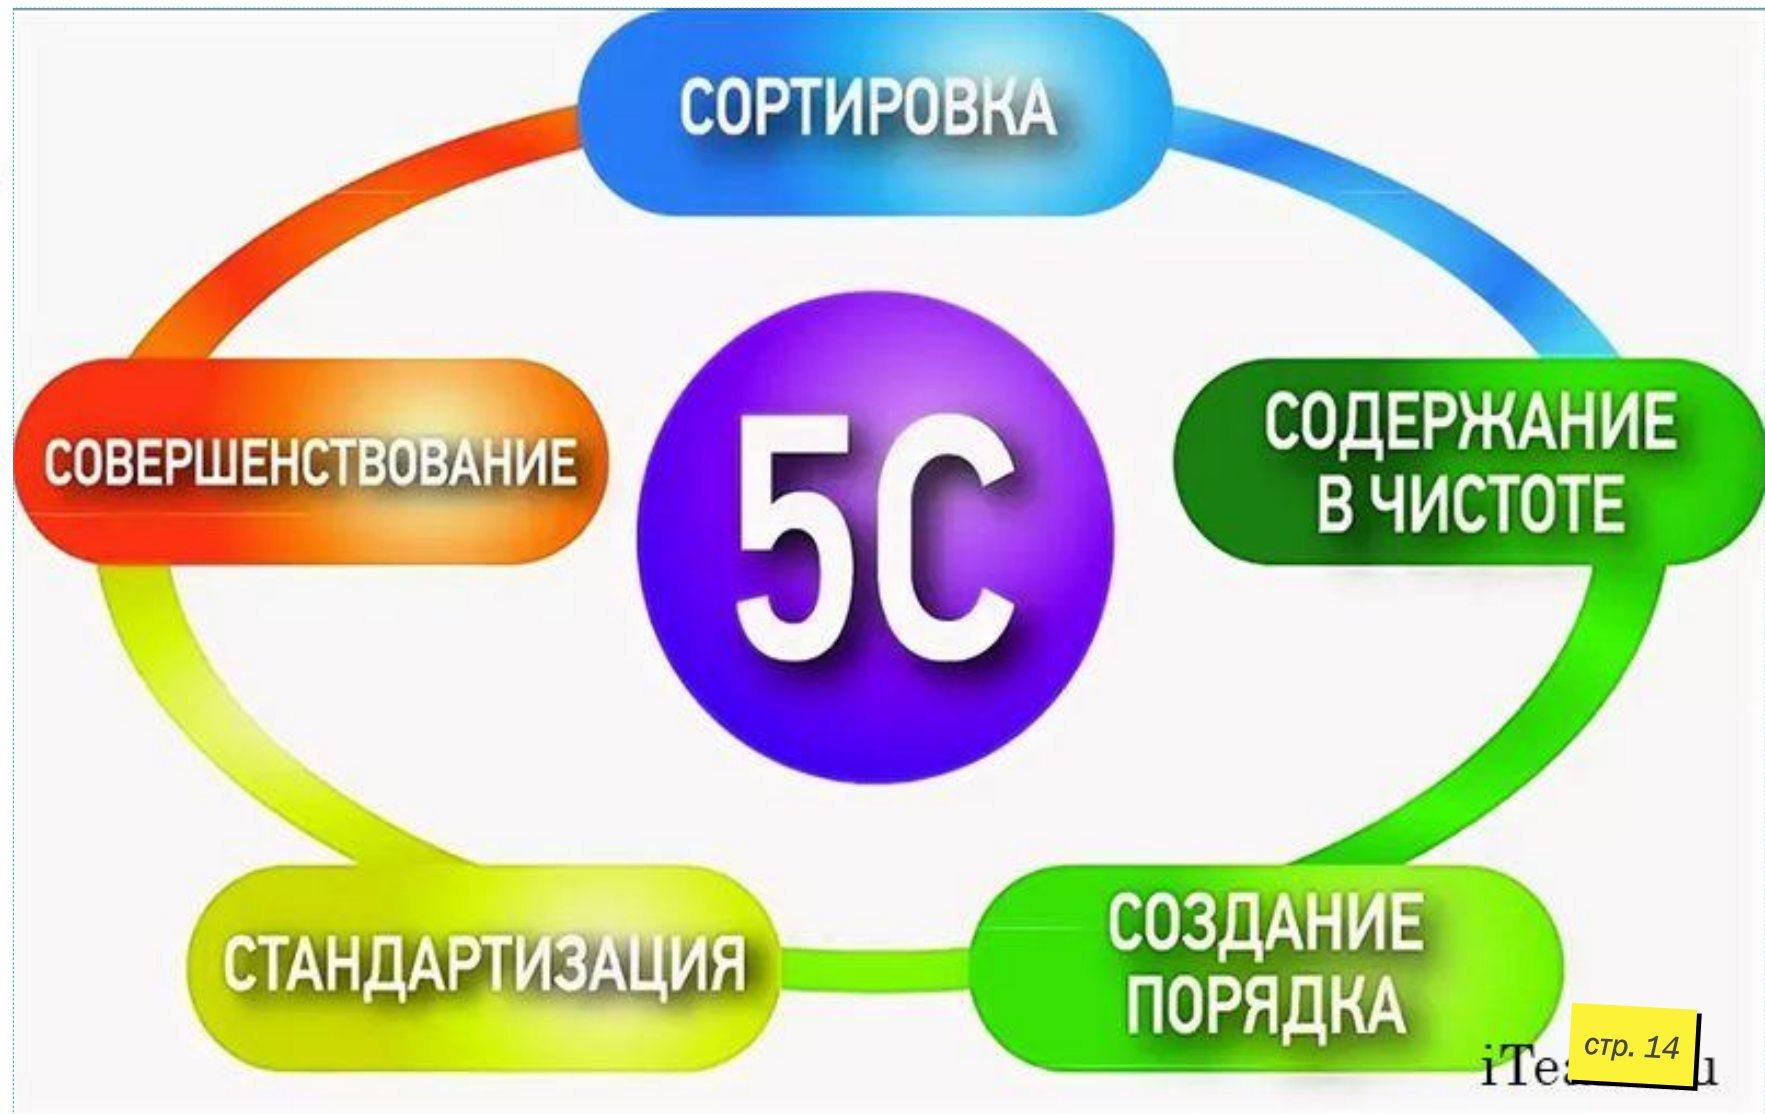 СОРТИРОВКА
СОДЕРЖАНИЕ
В ЧИСТОТЕ
СОВЕРШЕНСТВОВАНИЕ
5С
СОЗДАНИЕ
ПОРЯДКА
СТАНДАРТИЗАЦИЯ
стр. 14